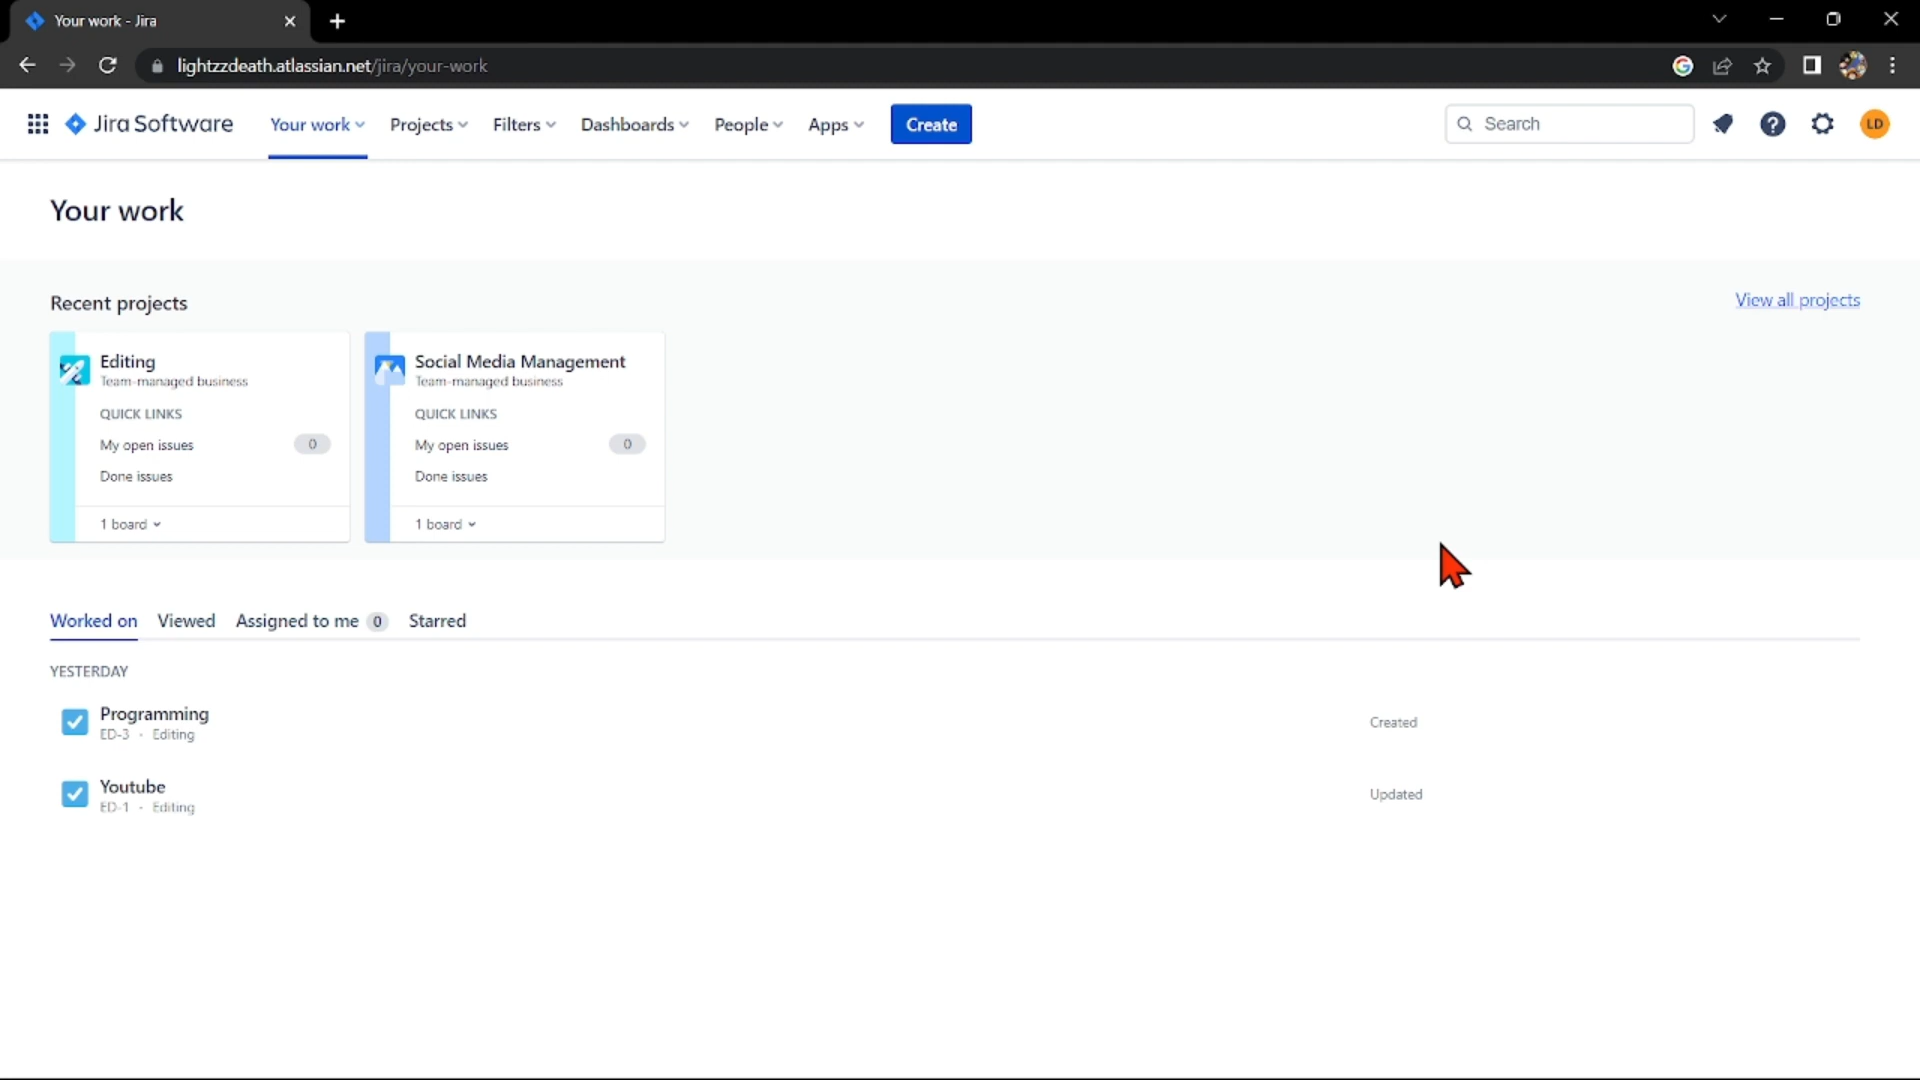 Your work - Jira
lightzzdeath.atlassian.net/jira/your-work
Jira Software
Your work
Projects
Filters
Dashboards
People
Apps
Create
Search
LD
Your work
Recent projects
View all projects
Editing
Team-managed business
QUICK LINKS
My open issues 0
Done issues
1 board
Social Media Management
Team-managed business
QUICK LINKS
My open issues 0
Done issues
1 board
Worked on
Viewed
Assigned to me 0
Starred
YESTERDAY
Programming
ED-3 · Editing
Created
Youtube
ED-1 · Editing
Updated